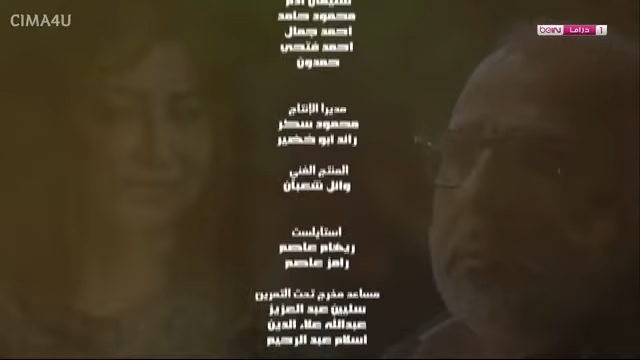 CIMA4U
beIN دراما 1
سليمان آدم
محمود حامد
احمد جمال
احمد فتحي
حمدون
مديرا الإنتاج
محمود سكر
رائد ابو خضير
المنتج الفني
وائل شعبان
استايلست
ريهام عاصم
رامز عاصم
مساعد مخرج تحت التمرين
سلين عبد العزيز
عبدالله علاء الدين
اسلام عبد الرحيم